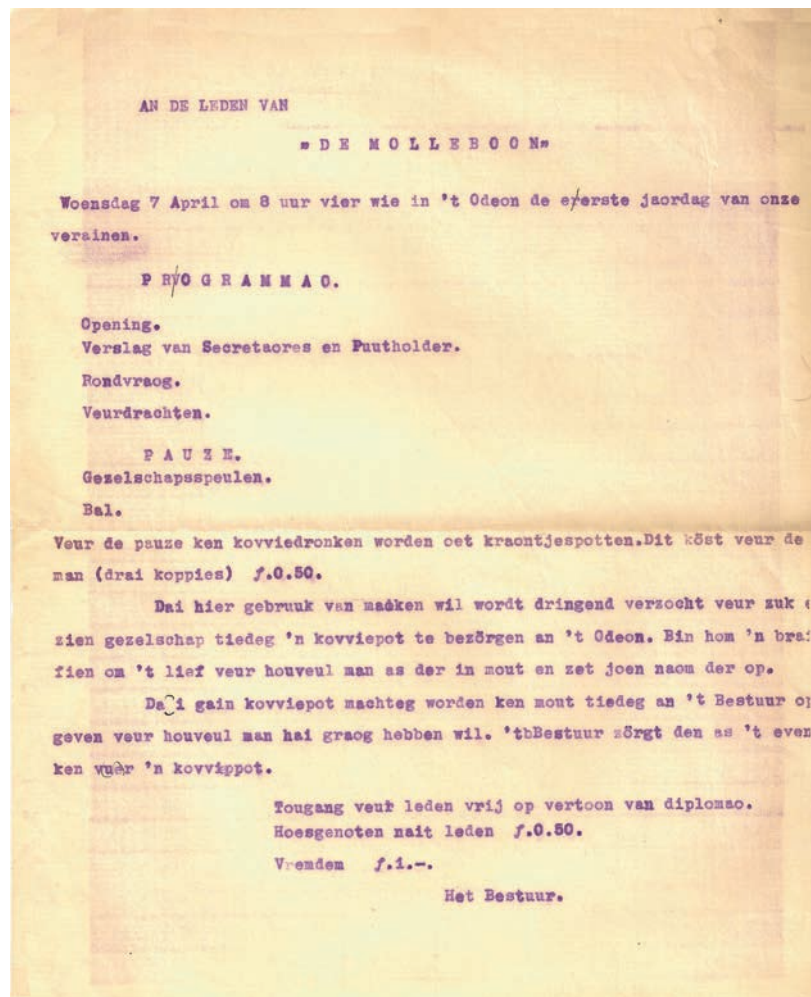 AN DE LEDEN VAN
"DE MOLLEBOON"
Woensdag 7 April om 8 uur vier wie in 't Odeon de eerste jaordag van onze
verainen.
PROGRAMMAO.
Opening.
Verslag van Secretaores en Puutholder.
Rondvraog.
Veurdrachten.
PAUZE.
Gezelschapsspeulen.
Bal.
Veur de pauze ken kovviedronken worden oet kraontjespotten.Dit köst veur de
man (drai koppies) f.0.50.
Dai hier gebruuk van maoken wil wordt dringend verzocht veur zuk
zien gezelschap tiedeg 'n kovviepot te bezörgen an 't Odeon. Bin hom 'n
fien om 't lief veur houveul man as der in mout en zet joen naom der op.
Dai gain kovviepot machteg worden ken mout tiedeg an 't Bestuur
geven veur houveul man hai graog hebben wil. 'tbBestuur zörgt den as 't even
ken vuer 'n kovvippot.
Tougang veur leden vrij op vertoon van diplomao.
Hoesgenoten nait leden f.0.50.
Vremdem f.1.-.
Het Bestuur.